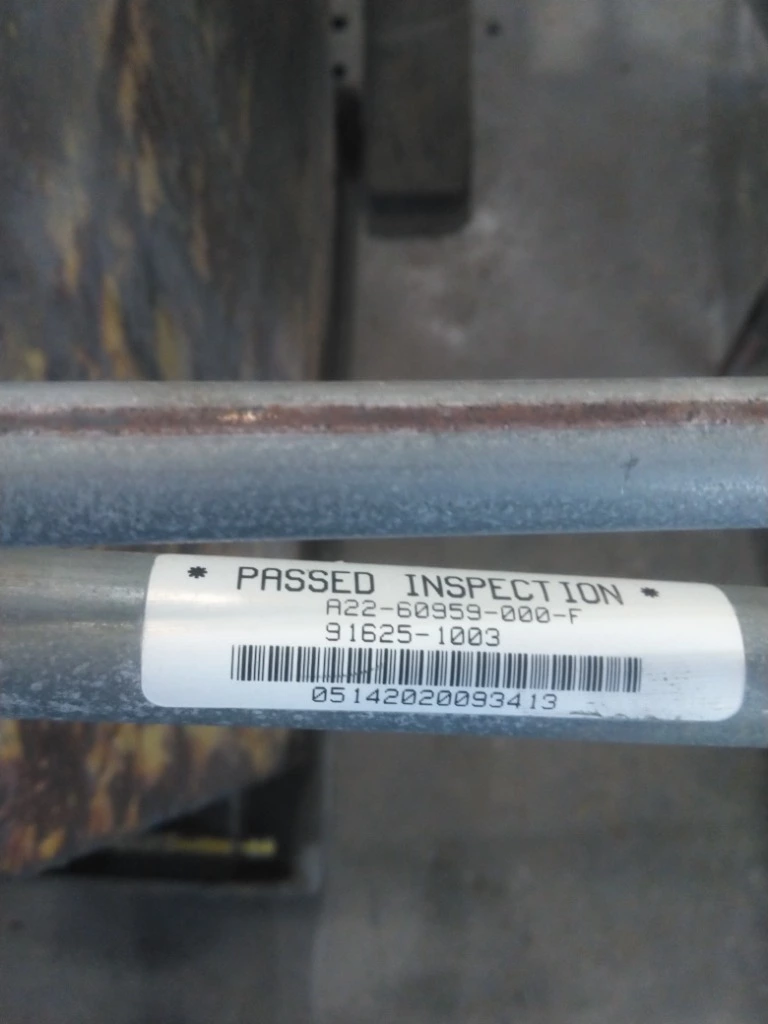 * PASSED INSPECTION *
A22-60959-000-F
91625-1003
05142020093413